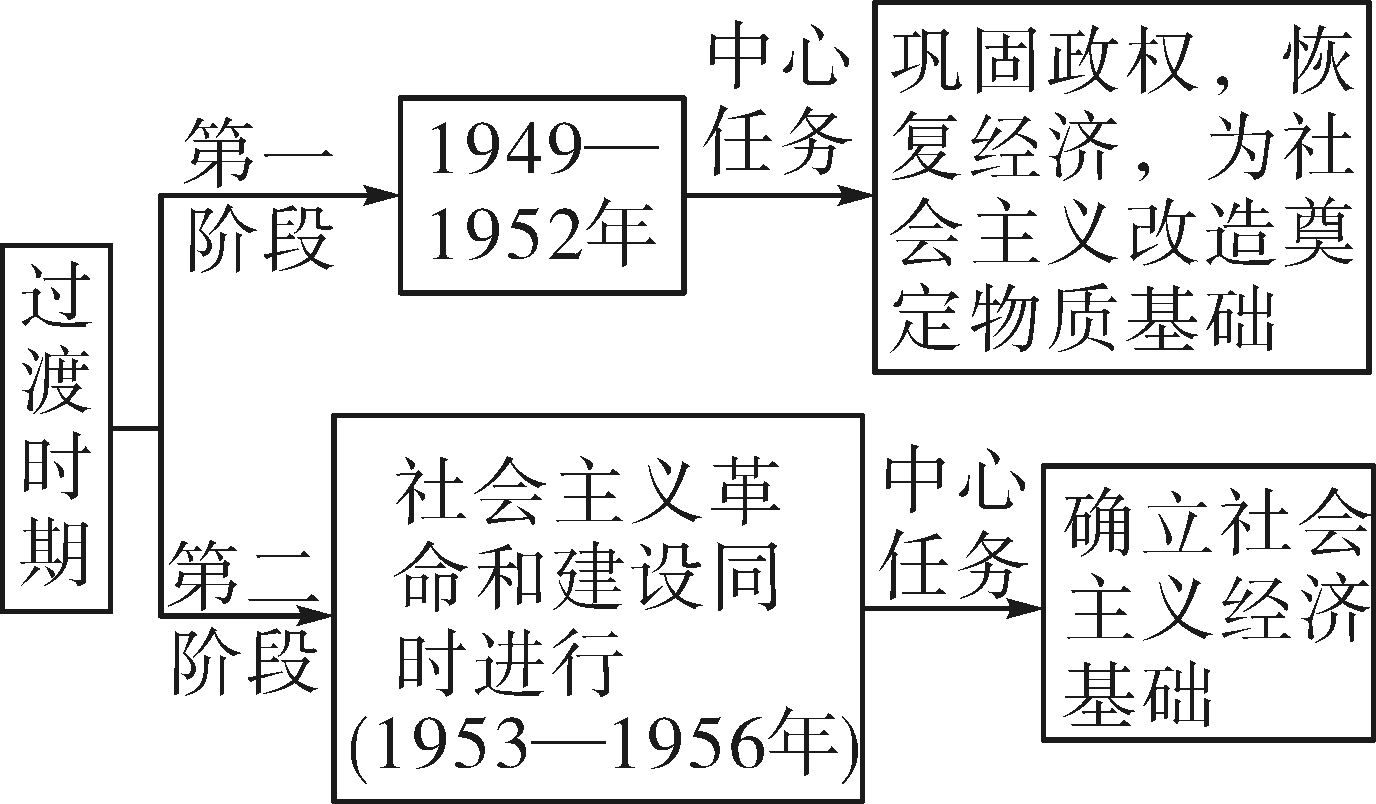 过渡时期
第一
阶段
1949—
1952年
中心
任务
巩固政权，恢
复经济，为社
会主义改造奠
定物质基础
第二
阶段
社会主义革
命和建设同
时进行
(1953—1956年)
中心
任务
确立社会
主义经济
基础